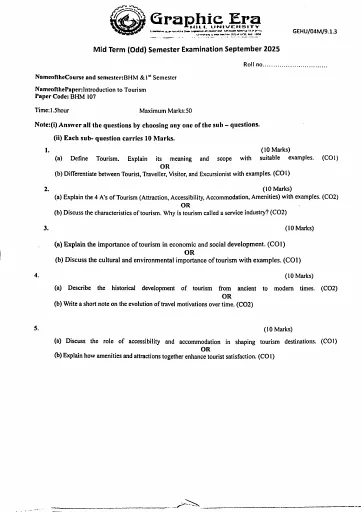 Graphic Era
HILL UNIVERSITY
GEHU/04M/9.1.3
Mid Term (Odd) Semester Examination September 2025
Roll no..............................
NameoftheCourse and semester:BHM &1st Semester
NameofthePaper:Introduction to Tourism
Paper Code: BHM 107
Time:1.5hour Maximum Marks:50
Note:(i) Answer all the questions by choosing any one of the sub – questions.
(ii) Each sub- question carries 10 Marks.
1. (10 Marks)
(a) Define Tourism. Explain its meaning and scope with suitable examples. (CO1)
OR
(b) Differentiate between Tourist, Traveller, Visitor, and Excursionist with examples. (CO1)
2. (10 Marks)
(a) Explain the 4 A's of Tourism (Attraction, Accessibility, Accommodation, Amenities) with examples. (CO2)
OR
(b) Discuss the characteristics of tourism. Why is tourism called a service industry? (CO2)
3. (10 Marks)
(a) Explain the importance of tourism in economic and social development. (CO1)
OR
(b) Discuss the cultural and environmental importance of tourism with examples. (CO1)
4. (10 Marks)
(a) Describe the historical development of tourism from ancient to modern times. (CO2)
OR
(b) Write a short note on the evolution of travel motivations over time. (CO2)
5. (10 Marks)
(a) Discuss the role of accessibility and accommodation in shaping tourism destinations. (CO1)
OR
(b) Explain how amenities and attractions together enhance tourist satisfaction. (CO1)